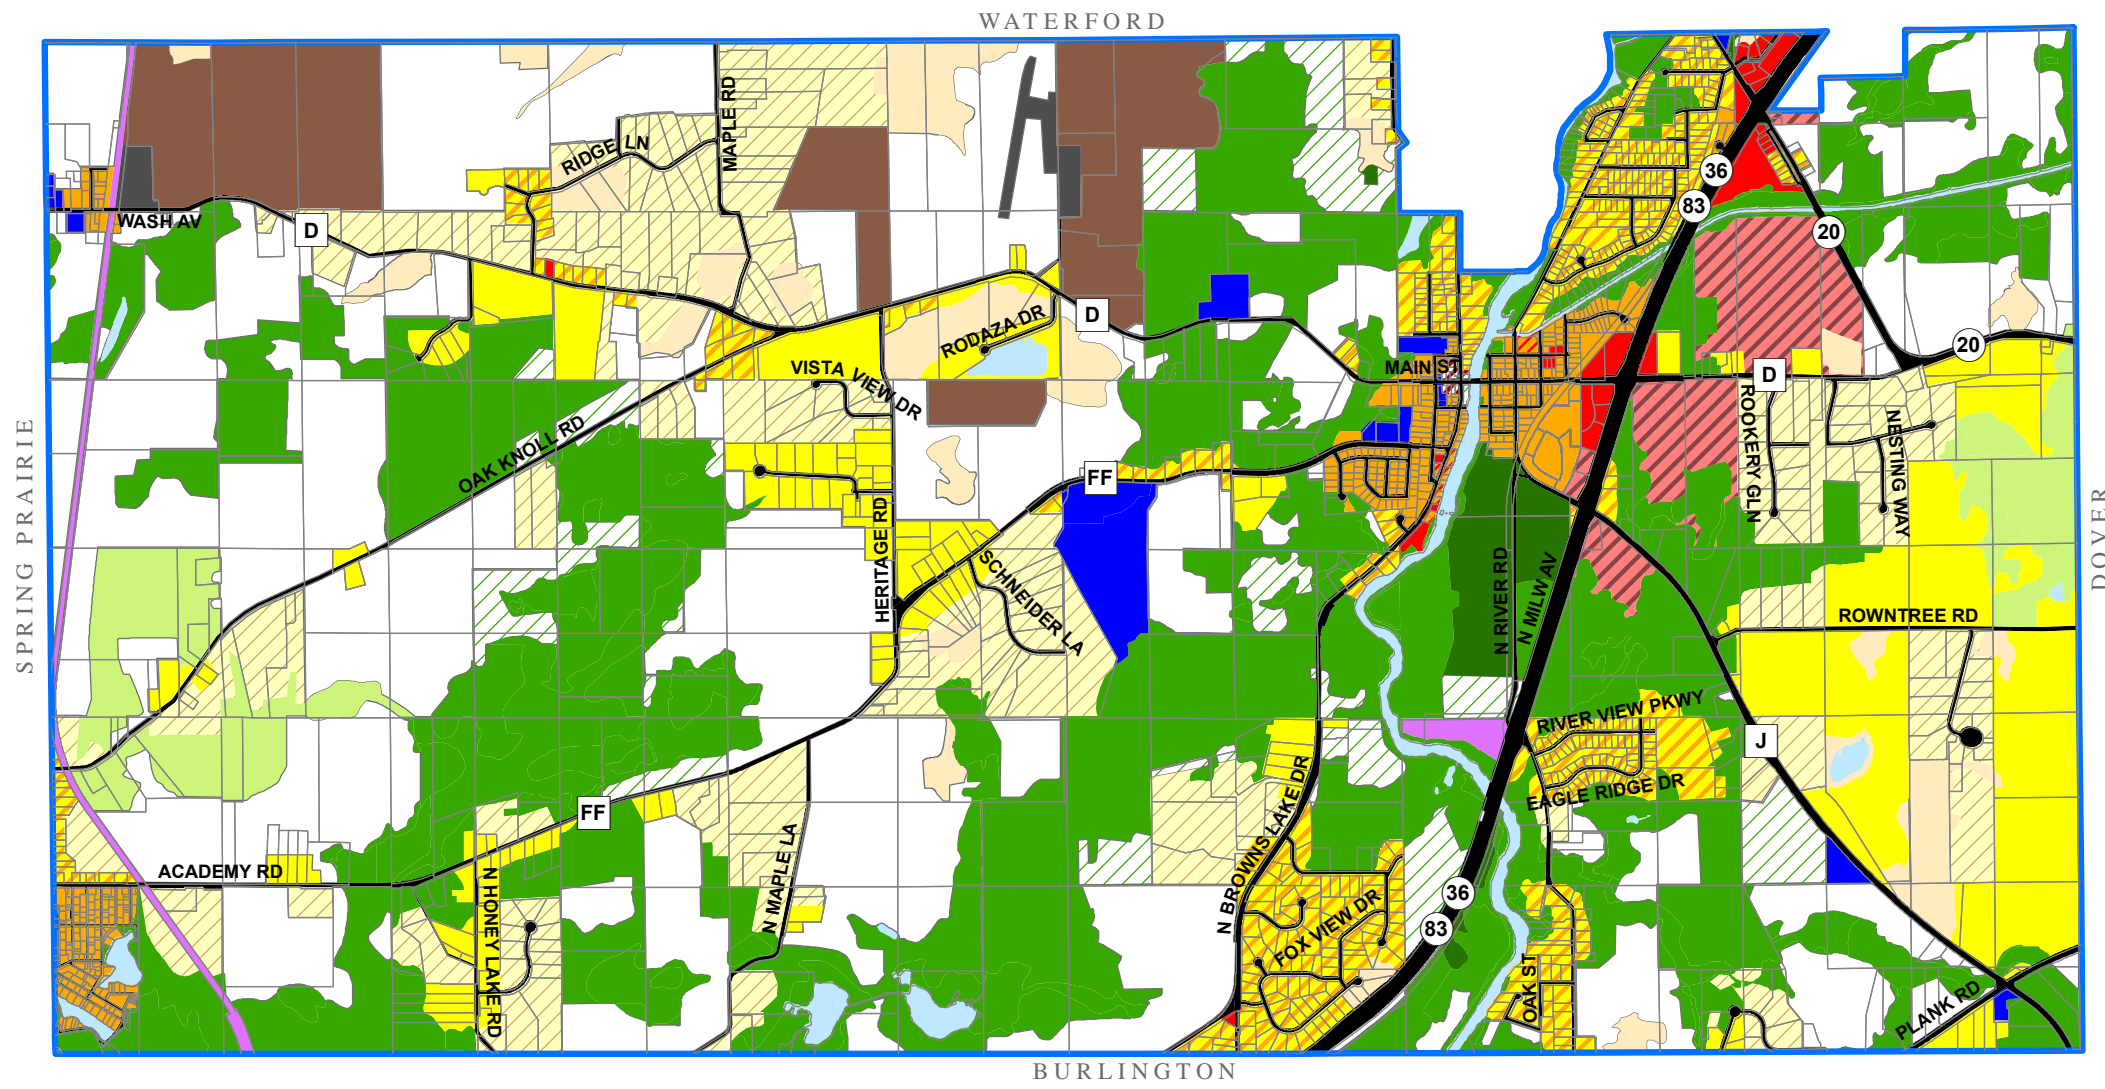 WATERFORD
MAPLE RD
RIDGE LN
36
83
WASH AV
D
20
D
RODAZA DR
20
MAIN ST
D
VISTA VIEW DR
ROOKERY GLN
NESTING WAY
SPRING PRAIRIE
OAK KNOLL RD
FF
HERITAGE RD
DOVER
SCHNEIDER LA
N RIVER RD
N MILW AV
ROWNTREE RD
RIVER VIEW PKWY
J
EAGLE RIDGE DR
FF
N BROWNS LAKE DR
N MAPLE LA
ACADEMY RD
N HONEY LAKE RD
36
83
FOX VIEW DR
OAK ST
PLANK RD
BURLINGTON